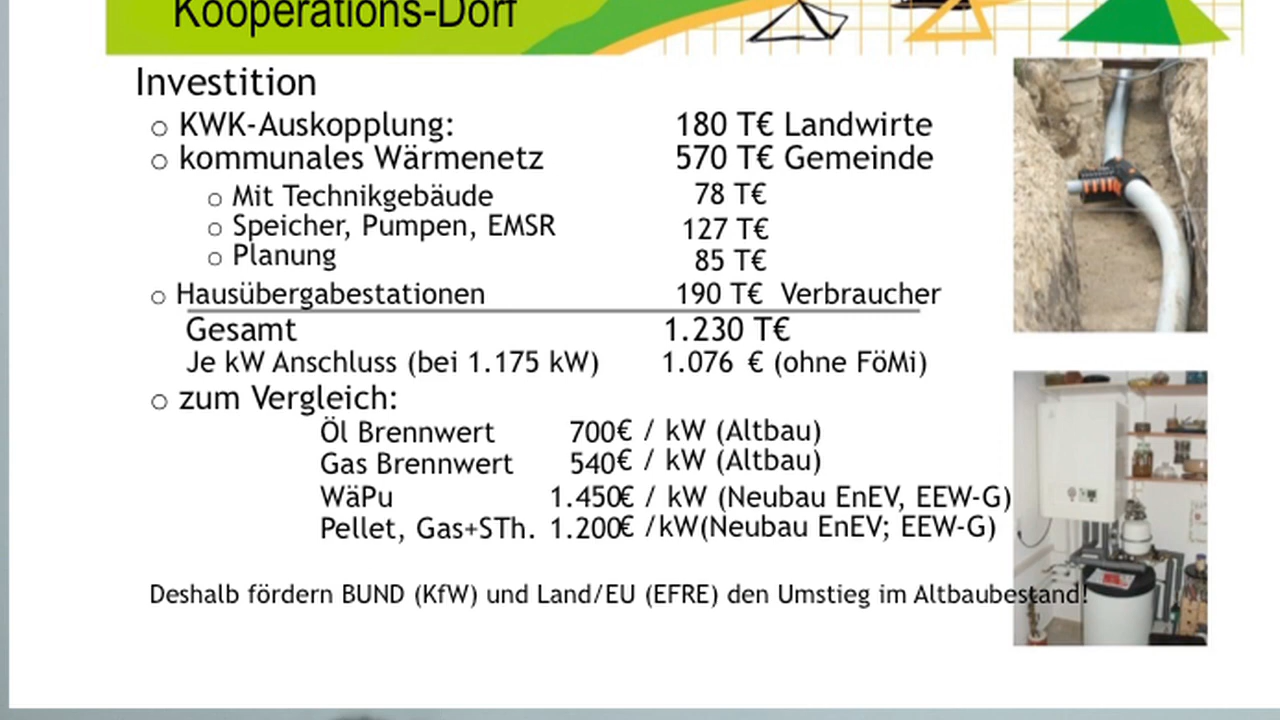 Kooperations-Dorf
Investition
KWK-Auskopplung: 180 T€ Landwirte
kommunales Wärmenetz 570 T€ Gemeinde
Mit Technikgebäude 78 T€
Speicher, Pumpen, EMSR 127 T€
Planung 85 T€
Hausübergabestationen 190 T€ Verbraucher
Gesamt 1.230 T€
Je kW Anschluss (bei 1.175 kW) 1.076 € (ohne FöMi)
zum Vergleich:
Öl Brennwert 700€ / kW (Altbau)
Gas Brennwert 540€ / kW (Altbau)
WäPu 1.450€ / kW (Neubau EnEV, EEW-G)
Pellet, Gas+STh. 1.200€ /kW(Neubau EnEV; EEW-G)
Deshalb fördern BUND (KfW) und Land/EU (EFRE) den Umstieg im Altbaubestand!